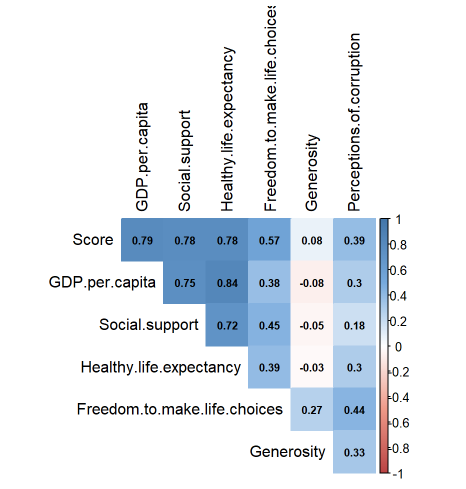 GDP.per.capita
Social.support
Healthy.life.expectancy
Freedom.to.make.life.choices
Generosity
Perceptions.of.corruption
Score 0.79 0.78 0.78 0.57 0.08 0.39
GDP.per.capita 0.75 0.84 0.38 -0.08 0.3
Social.support 0.72 0.45 -0.05 0.18
Healthy.life.expectancy 0.39 -0.03 0.3
Freedom.to.make.life.choices 0.27 0.44
Generosity 0.33
1
0.8
0.6
0.4
0.2
0
-0.2
-0.4
-0.6
-0.8
-1